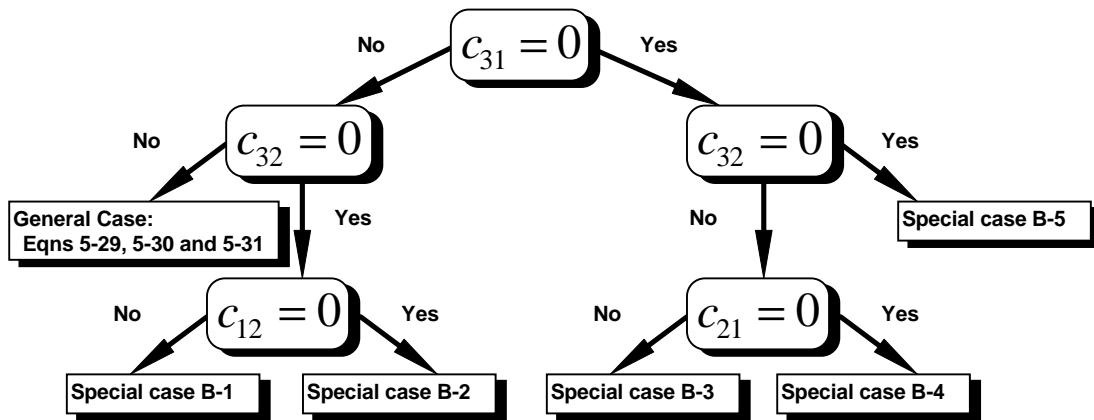 c₃₁ = 0
No
Yes
c₃₂ = 0
c₃₂ = 0
No
Yes
General Case:
Eqns 5-29, 5-30 and 5-31
Yes
No
Special case B-5
c₁₂ = 0
c₂₁ = 0
No
Yes
No
Yes
Special case B-1
Special case B-2
Special case B-3
Special case B-4